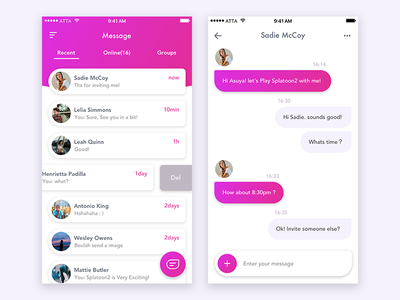 ATTA 9:41 AM
Message
Recent Online(16) Groups
Sadie McCoy now
Thx for inviting me!
Lelia Simmons 10min
You: Sure, See you in a bit!
Leah Quinn 1h
Good!
Henrietta Padilla 1day Del
You: what?
Antonio King 2days
Hahahaha : )
Wesley Owens 2days
Beulah send a image
Mattie Butler
You: Splatoon2 is Very Exciting!
ATTA 9:41 AM
Sadie McCoy
16:14
Hi Asuya! let's Play Splatoon2 with me!
16:30
Hi Sadie. sounds good!
Whats time?
16:33
How about 8:30pm ?
16:35
Ok! Invite someone else?
Enter your message